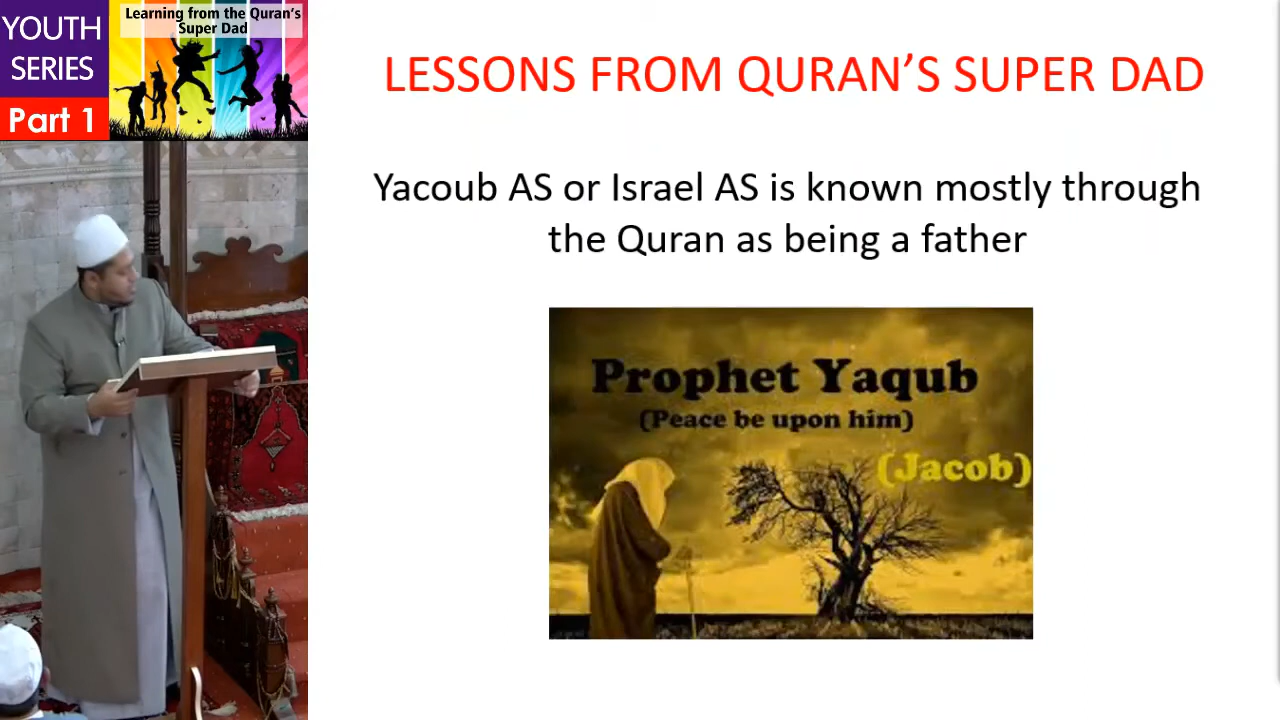 YOUTH
SERIES
Part 1
Learning from the Quran's
Super Dad
LESSONS FROM QURAN’S SUPER DAD
Yacoub AS or Israel AS is known mostly through
the Quran as being a father
Prophet Yaqub
(Peace be upon him)
(Jacob)